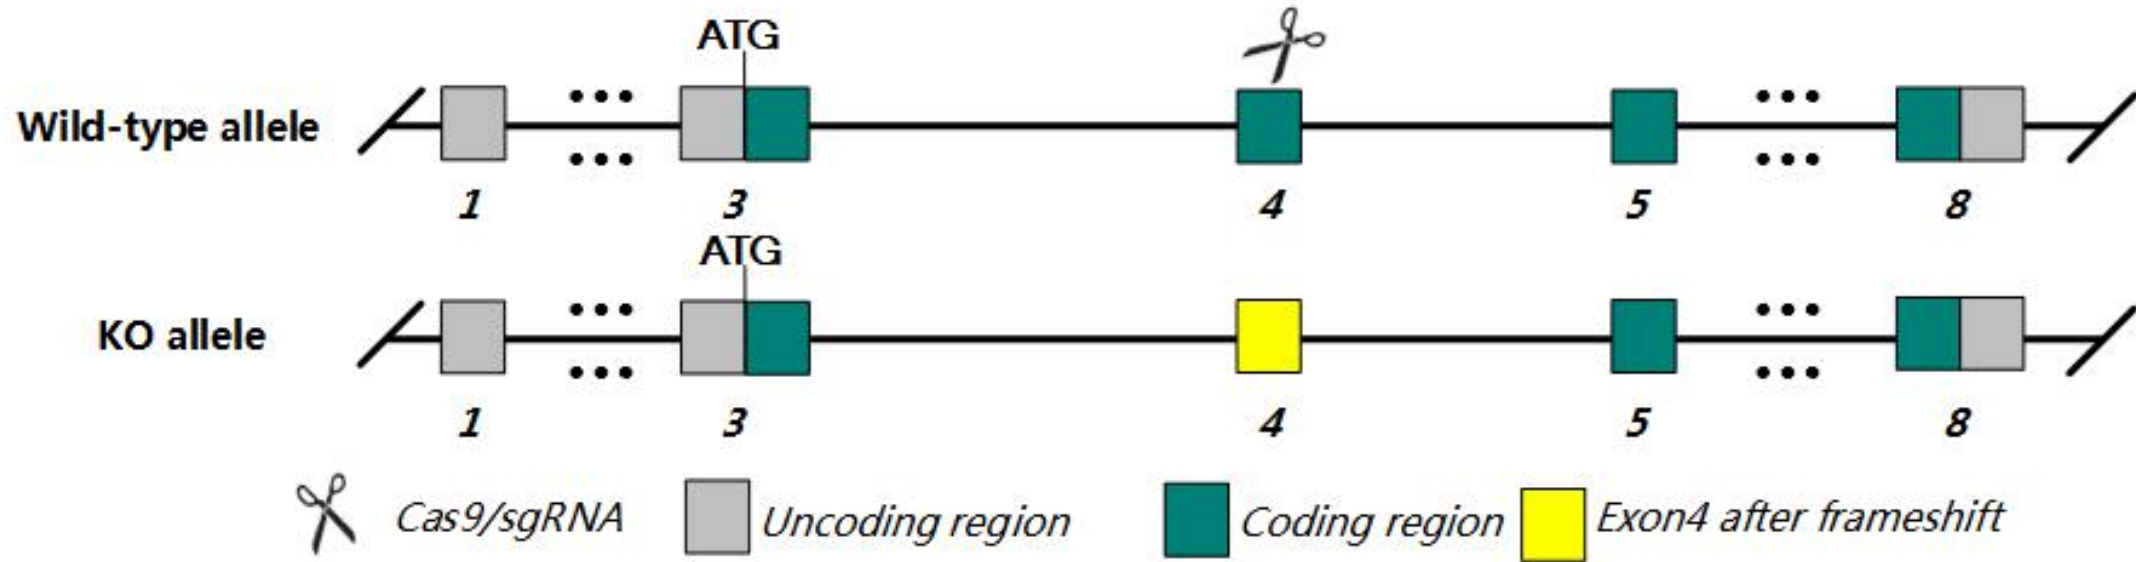 ATG
Wild-type allele
1 3 4 5 8
ATG
KO allele
1 3 4 5 8
Cas9/sgRNA Uncoding region Coding region Exon4 after frameshift